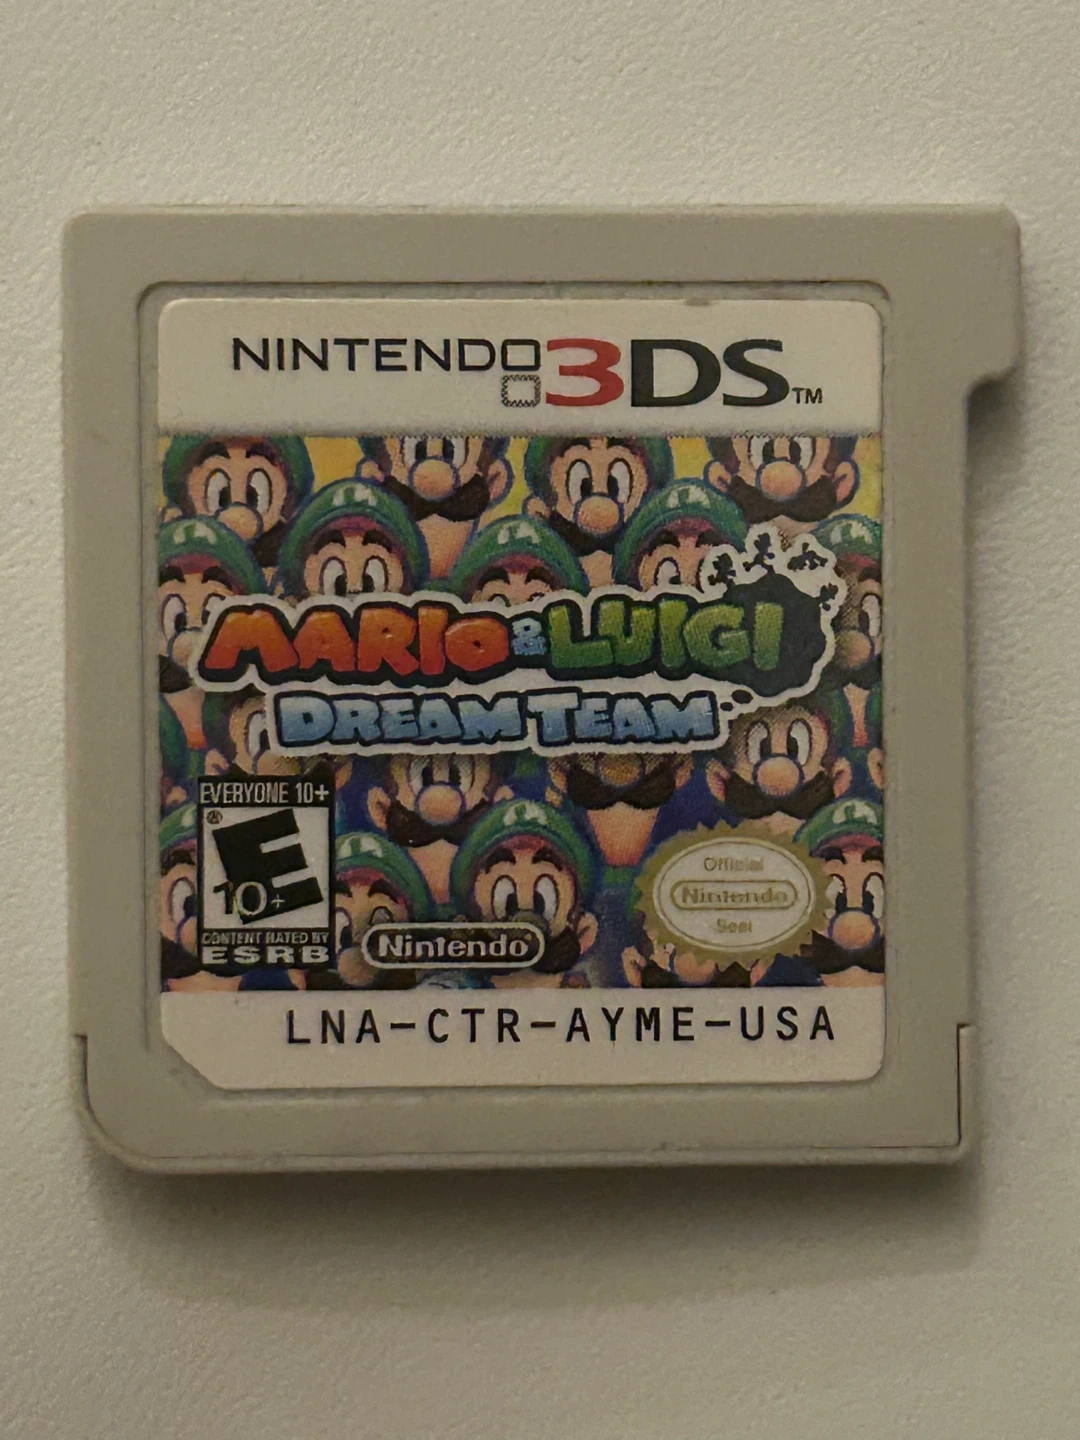 NINTENDO 3DS™
MARIO & LUIGI
DREAM TEAM
EVERYONE 10+
E
10+
CONTENT RATED BY
ESRB
Nintendo®
Official
Nintendo
Seal
LNA-CTR-AYME-USA